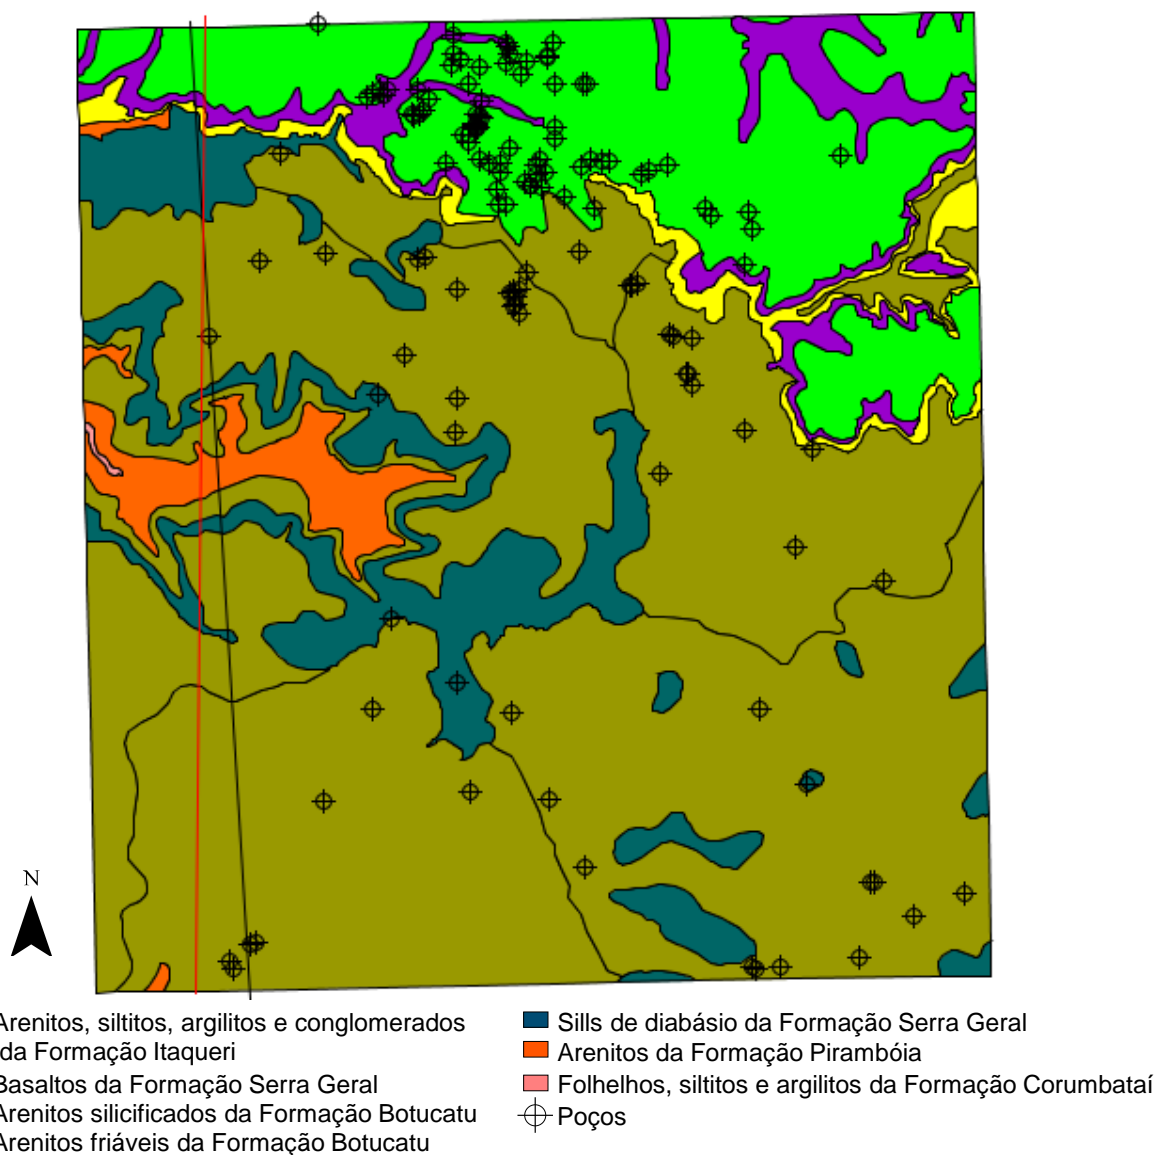 N
Arenitos, siltitos, argilitos e conglomerados
da Formação Itaqueri
Basaltos da Formação Serra Geral
Arenitos silicificados da Formação Botucatu
Arenitos friáveis da Formação Botucatu
Sills de diabásio da Formação Serra Geral
Arenitos da Formação Pirambóia
Folhelhos, siltitos e argilitos da Formação Corumbataí
Poços